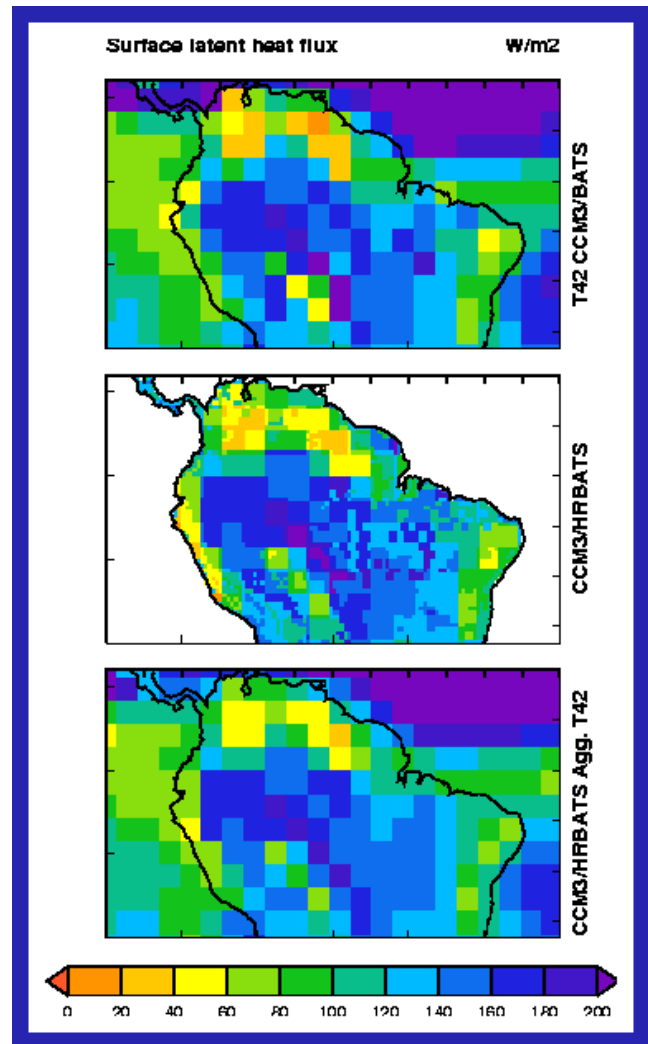 Surface latent heat flux W/m2
T42 CCM3/BATS
CCM3/HRBATS
CCM3/HRBATS Agg. T42
0 20 40 60 80 100 120 140 160 180 200